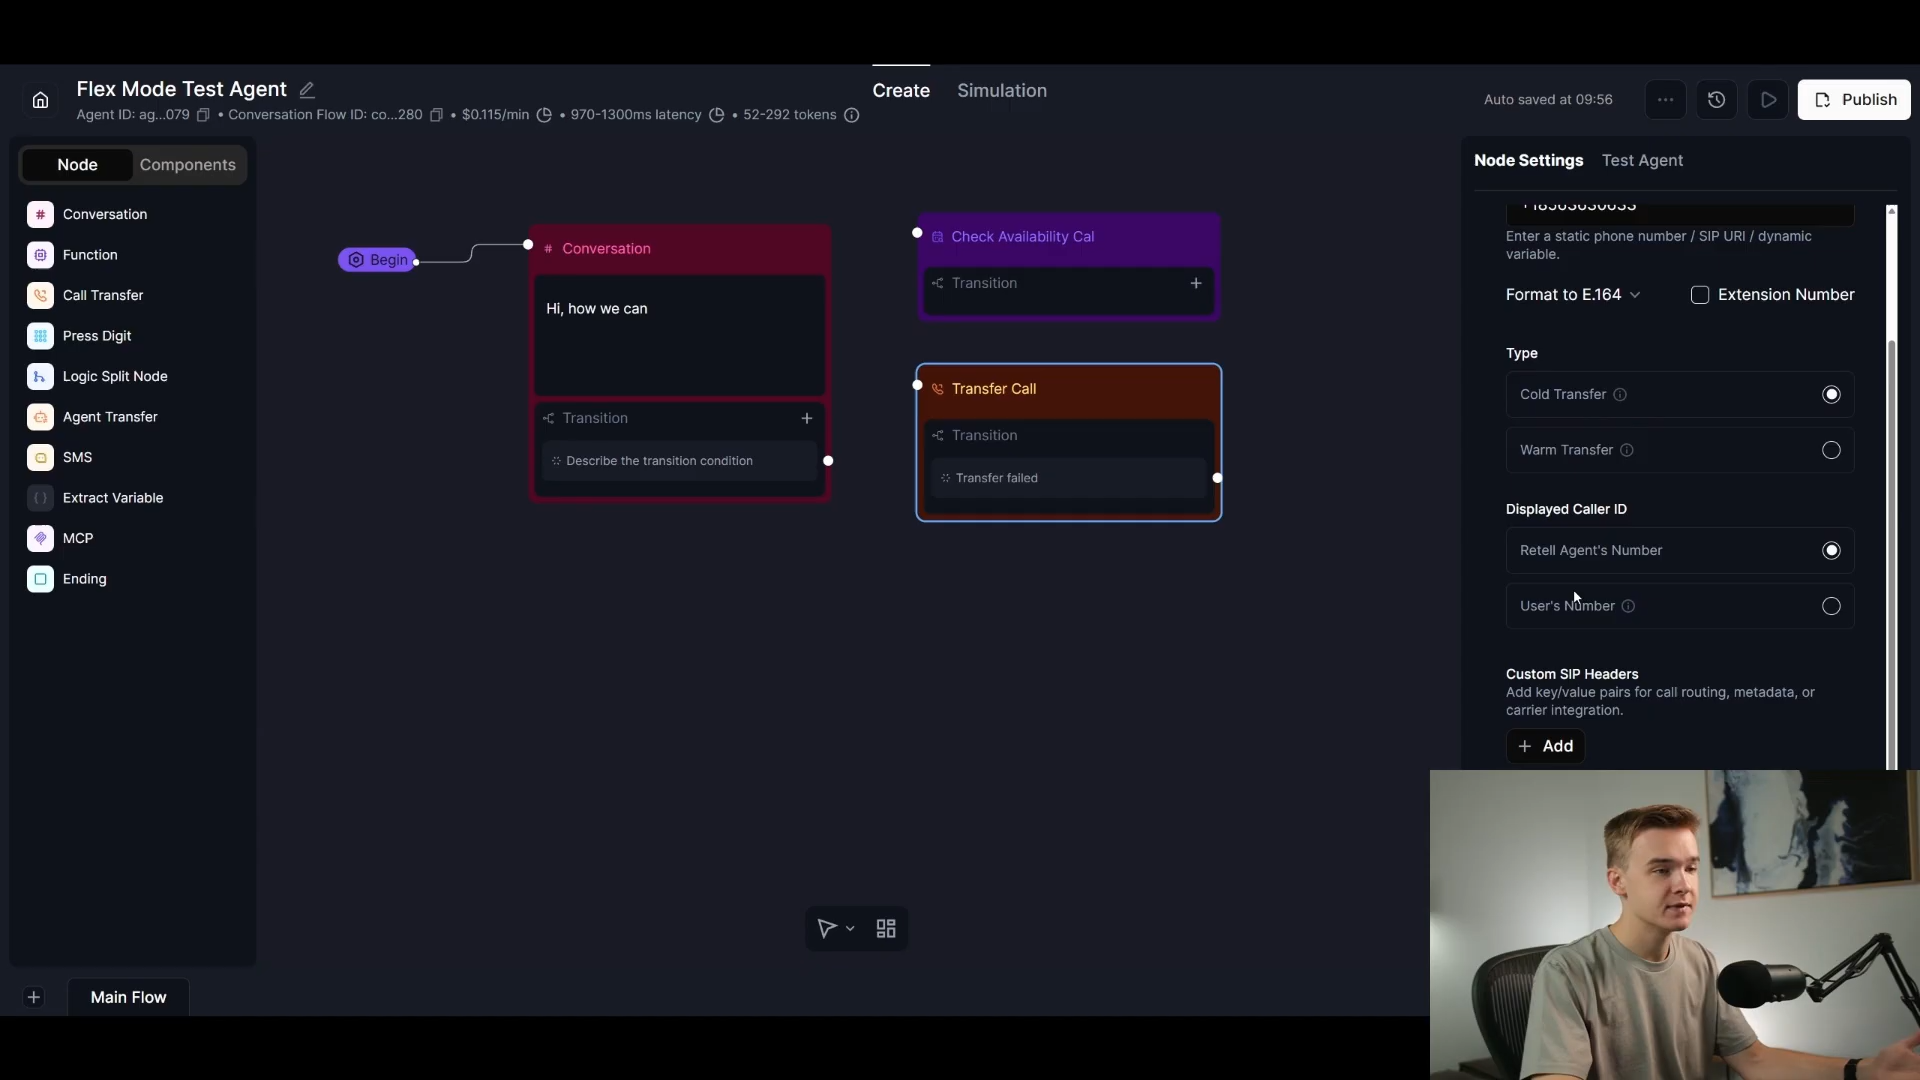 Flex Mode Test Agent
Agent ID: ag...079 • Conversation Flow ID: co...280 • $0.115/min • 970-1300ms latency • 52-292 tokens
Create
Simulation
Auto saved at 09:56
Publish
Node
Components
Conversation
Function
Call Transfer
Press Digit
Logic Split Node
Agent Transfer
SMS
Extract Variable
MCP
Ending
Begin
# Conversation
Hi, how we can
Transition
Describe the transition condition
Check Availability Cal
Transition
Transfer Call
Transition
Transfer failed
Node Settings
Test Agent
Enter a static phone number / SIP URI / dynamic
variable.
Format to E.164
Extension Number
Type
Cold Transfer
Warm Transfer
Displayed Caller ID
Retell Agent's Number
User's Number
Custom SIP Headers
Add key/value pairs for call routing, metadata, or
carrier integration.
+ Add
Main Flow